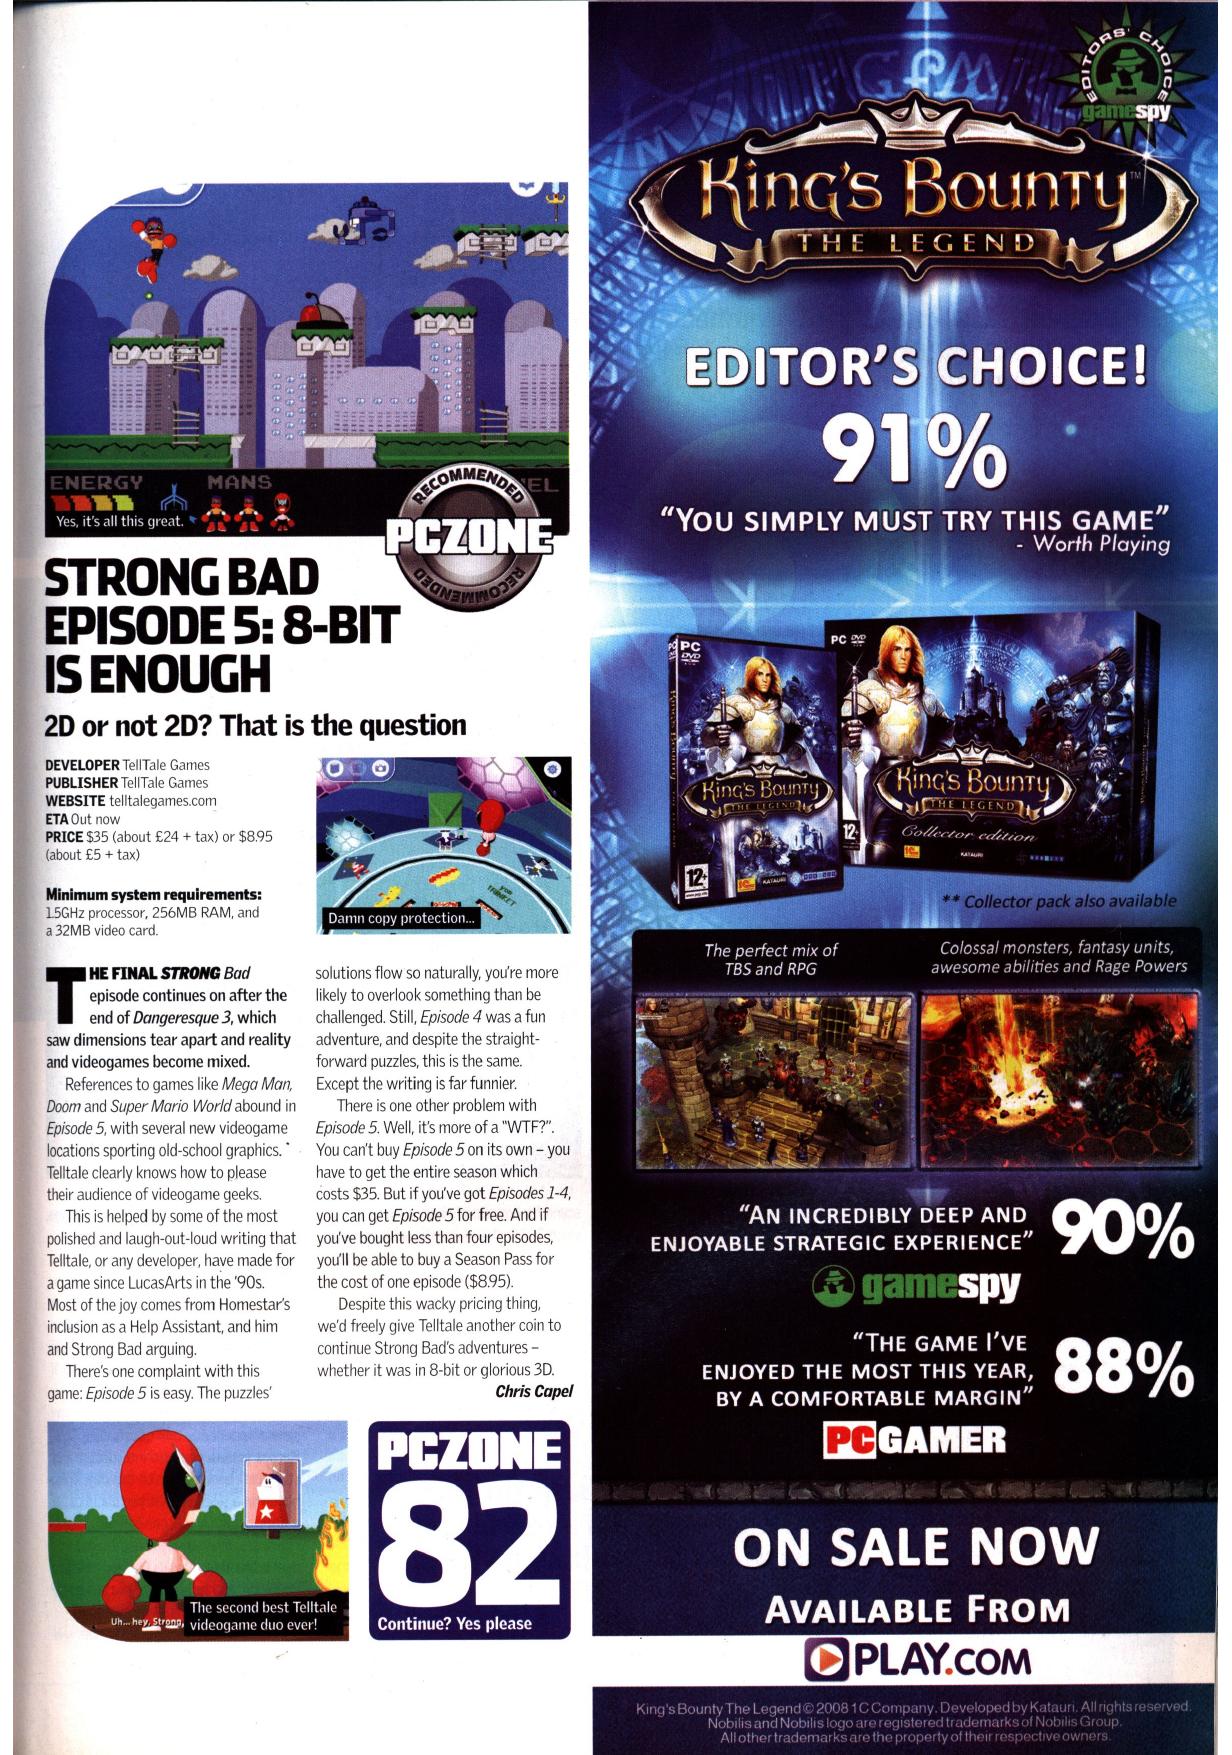 ENERGY
MANS
Yes, it's all this great.
RECOMMENDED
PCZONE
RECOMMENDED
STRONG BAD
EPISODE 5: 8-BIT
IS ENOUGH
2D or not 2D? That is the question
DEVELOPER TellTale Games
PUBLISHER TellTale Games
WEBSITE telltalegames.com
ETA Out now
PRICE $35 (about £24 + tax) or $8.95
(about £5 + tax)
Minimum system requirements:
1.5GHz processor, 256MB RAM, and
a 32MB video card.
Damn copy protection...
THE FINAL STRONG Bad
episode continues on after the
end of Dangeresque 3, which
saw dimensions tear apart and reality
and videogames become mixed.
References to games like Mega Man,
Doom and Super Mario World abound in
Episode 5, with several new videogame
locations sporting old-school graphics.
Telltale clearly knows how to please
their audience of videogame geeks.
This is helped by some of the most
polished and laugh-out-loud writing that
Telltale, or any developer, have made for
a game since LucasArts in the '90s.
Most of the joy comes from Homestar's
inclusion as a Help Assistant, and him
and Strong Bad arguing.
There's one complaint with this
game: Episode 5 is easy. The puzzles'
solutions flow so naturally, you're more
likely to overlook something than be
challenged. Still, Episode 4 was a fun
adventure, and despite the straight-
forward puzzles, this is the same.
Except the writing is far funnier.
There is one other problem with
Episode 5. Well, it's more of a "WTF?".
You can't buy Episode 5 on its own – you
have to get the entire season which
costs $35. But if you've got Episodes 1-4,
you can get Episode 5 for free. And if
you've bought less than four episodes,
you'll be able to buy a Season Pass for
the cost of one episode ($8.95).
Despite this wacky pricing thing,
we'd freely give Telltale another coin to
continue Strong Bad's adventures –
whether it was in 8-bit or glorious 3D.
Chris Capel
Uh... hey, Strong
The second best Telltale
videogame duo ever!
PCZONE
82
Continue? Yes please
EDITORS' CHOICE
gamespy
King's Bounty™
THE LEGEND
EDITOR'S CHOICE!
91%
"YOU SIMPLY MUST TRY THIS GAME"
- Worth Playing
PC DVD
King's Bounty
THE LEGEND
12+
PC DVD
King's Bounty
THE LEGEND
Collector edition
12+
KATAURI
** Collector pack also available
The perfect mix of
TBS and RPG
Colossal monsters, fantasy units,
awesome abilities and Rage Powers
"AN INCREDIBLY DEEP AND
ENJOYABLE STRATEGIC EXPERIENCE"
90%
gamespy
"THE GAME I'VE
ENJOYED THE MOST THIS YEAR,
BY A COMFORTABLE MARGIN"
88%
PCGAMER
ON SALE NOW
AVAILABLE FROM
PLAY.COM
King's Bounty The Legend © 2008 1C Company. Developed by Katauri. All rights reserved.
Nobilis and Nobilis logo are registered trademarks of Nobilis Group.
All other trademarks are the property of their respective owners.